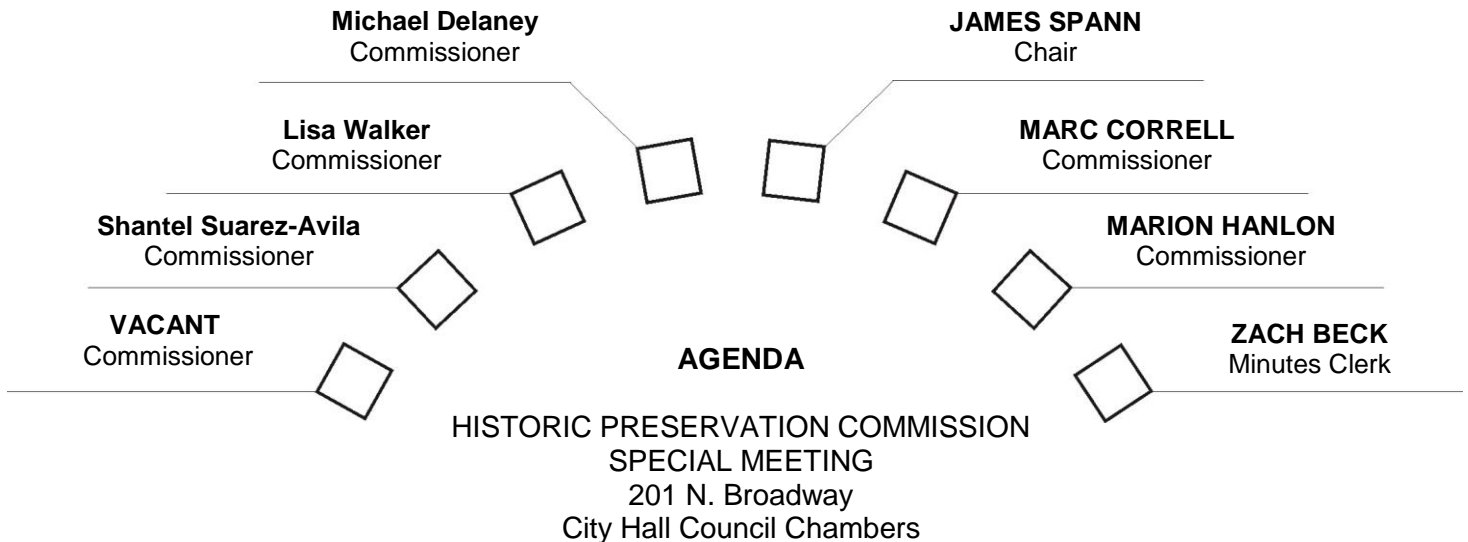 Michael Delaney
Commissioner
JAMES SPANN
Chair
Lisa Walker
Commissioner
MARC CORRELL
Commissioner
Shantel Suarez-Avila
Commissioner
MARION HANLON
Commissioner
VACANT
Commissioner
ZACH BECK
Minutes Clerk
AGENDA
HISTORIC PRESERVATION COMMISSION
SPECIAL MEETING
201 N. Broadway
City Hall Council Chambers